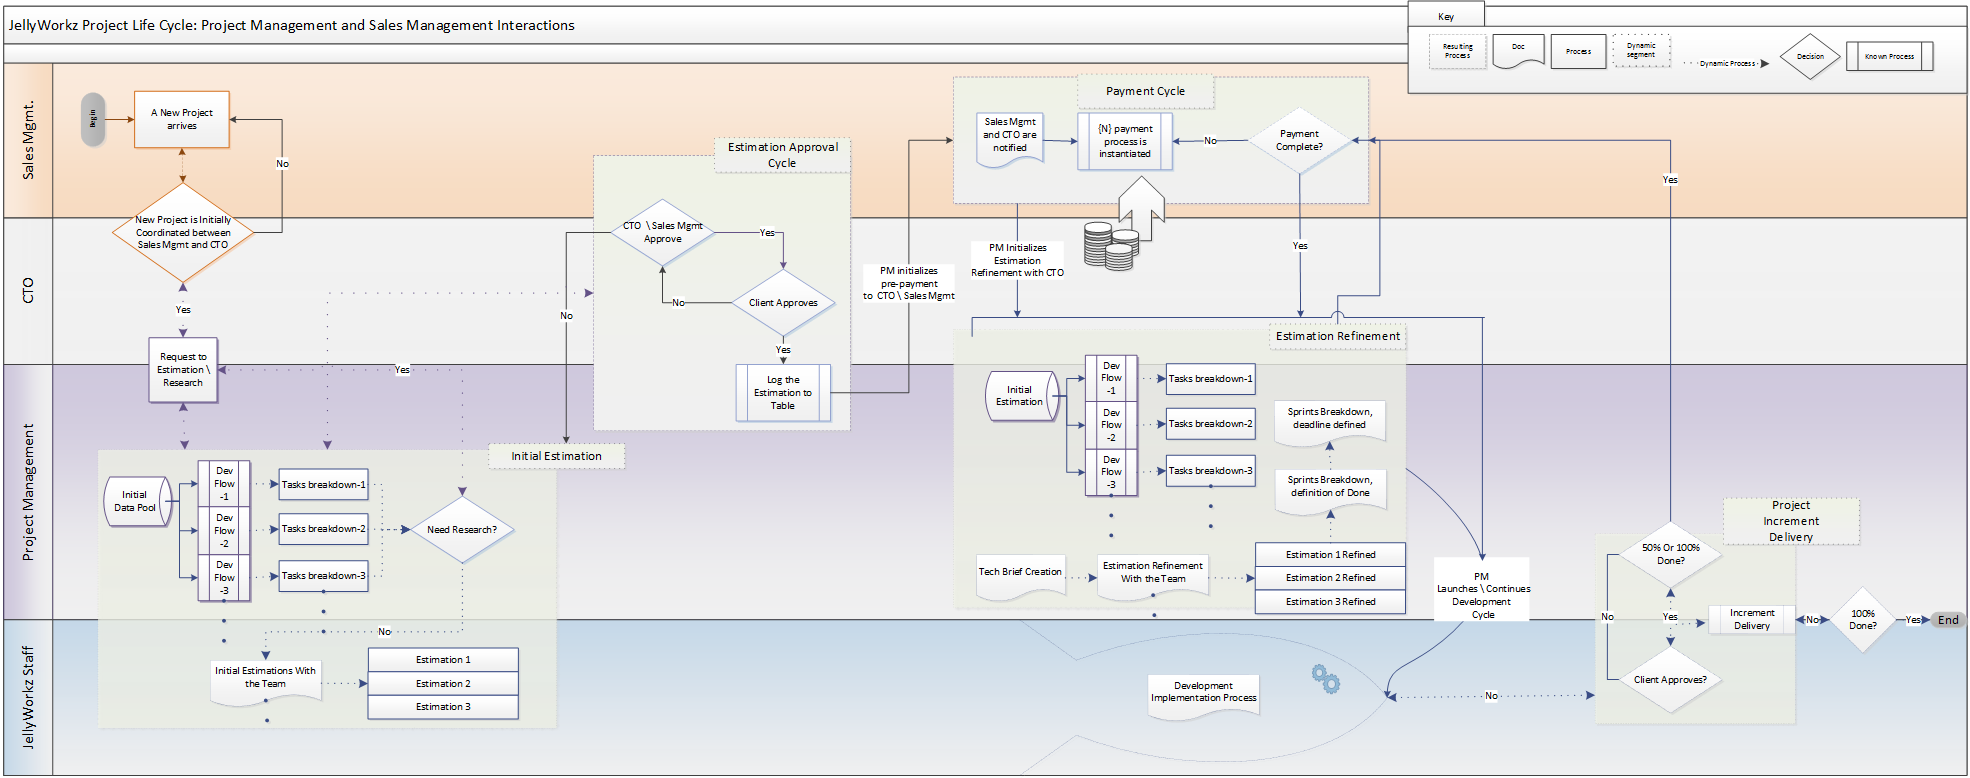 JellyWorkz Project Life Cycle: Project Management and Sales Management Interactions
Key
Resulting
Process
Doc
Process
Dynamic
segment
Dynamic Process
Decision
Known Process
Sales Mgmt.
Begin
A New Project
arrives
No
New Project is Initially
Coordinated between
Sales Mgmt and CTO
Estimation Approval
Cycle
Payment Cycle
Sales Mgmt
and CTO are
notified
{N} payment
process is
instantiated
No
Payment
Complete?
Yes
CTO
Yes
Request to
Estimation \
Research
CTO \ Sales Mgmt
Approve
Yes
No
Client Approves
No
Yes
Log the
Estimation to
Table
PM initializes
pre-payment
to CTO \ Sales Mgmt
PM Initializes
Estimation
Refinement with CTO
Yes
Estimation Refinement
Project Management
Yes
Initial Estimation
Initial
Data Pool
Dev
Flow
-1
Dev
Flow
-2
Dev
Flow
-3
Tasks breakdown-1
Tasks breakdown-2
Tasks breakdown-3
Need Research?
No
Initial
Estimation
Dev
Flow
-1
Dev
Flow
-2
Dev
Flow
-3
Tasks breakdown-1
Tasks breakdown-2
Tasks breakdown-3
Sprints Breakdown,
deadline defined
Sprints Breakdown,
definition of Done
Tech Brief Creation
Estimation Refinement
With the Team
Estimation 1 Refined
Estimation 2 Refined
Estimation 3 Refined
PM
Launches \ Continues
Development
Cycle
Project
Increment
Delivery
50% Or 100%
Done?
No
Yes
Increment
Delivery
No
100%
Done?
Yes
End
Client Approves?
JellyWorkz Staff
Initial Estimations With
the Team
Estimation 1
Estimation 2
Estimation 3
Development
Implementation Process
No